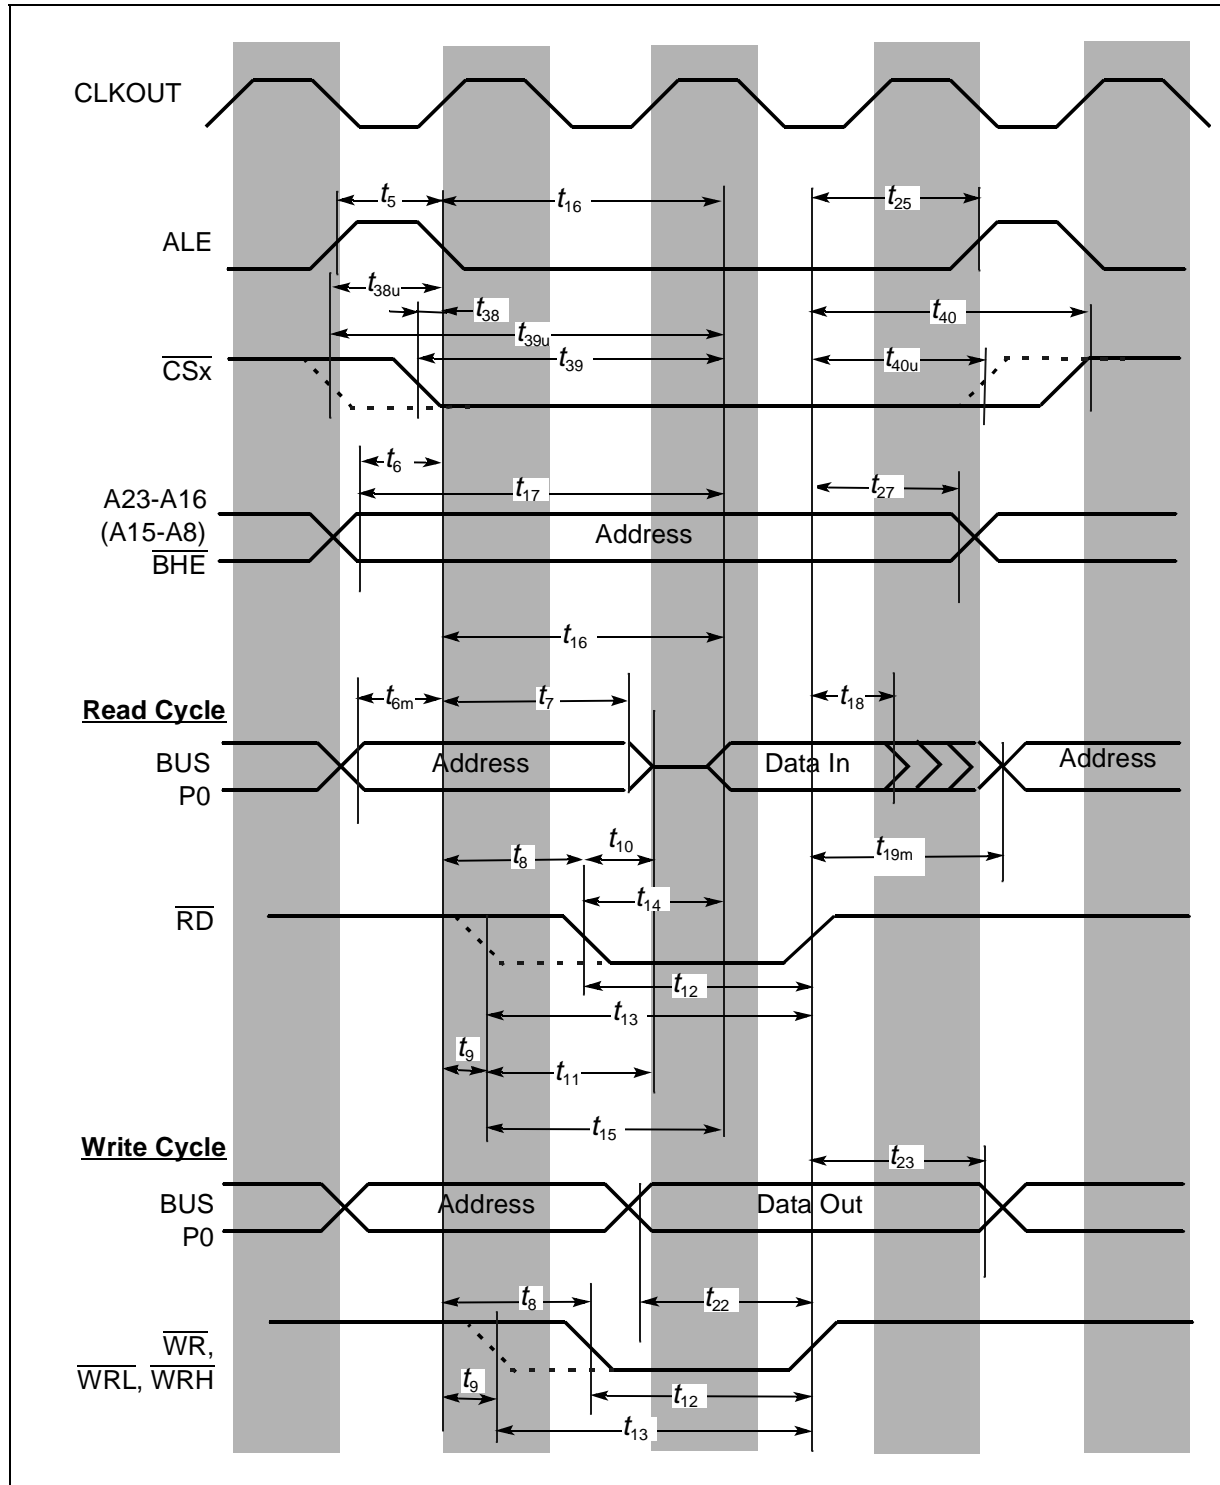 CLKOUT
t5
t16
t25
ALE
t38u
t38
t40
t39u
CSx
t39
t40u
t6
A23-A16
t17
t27
(A15-A8)
Address
BHE
t16
Read Cycle
t6m
t7
t18
BUS
Address
Data In
Address
P0
t8
t10
t19m
RD
t14
t12
t13
t9
t11
t15
Write Cycle
t23
BUS
Address
Data Out
P0
t8
t22
WR,
WRL, WRH
t9
t12
t13